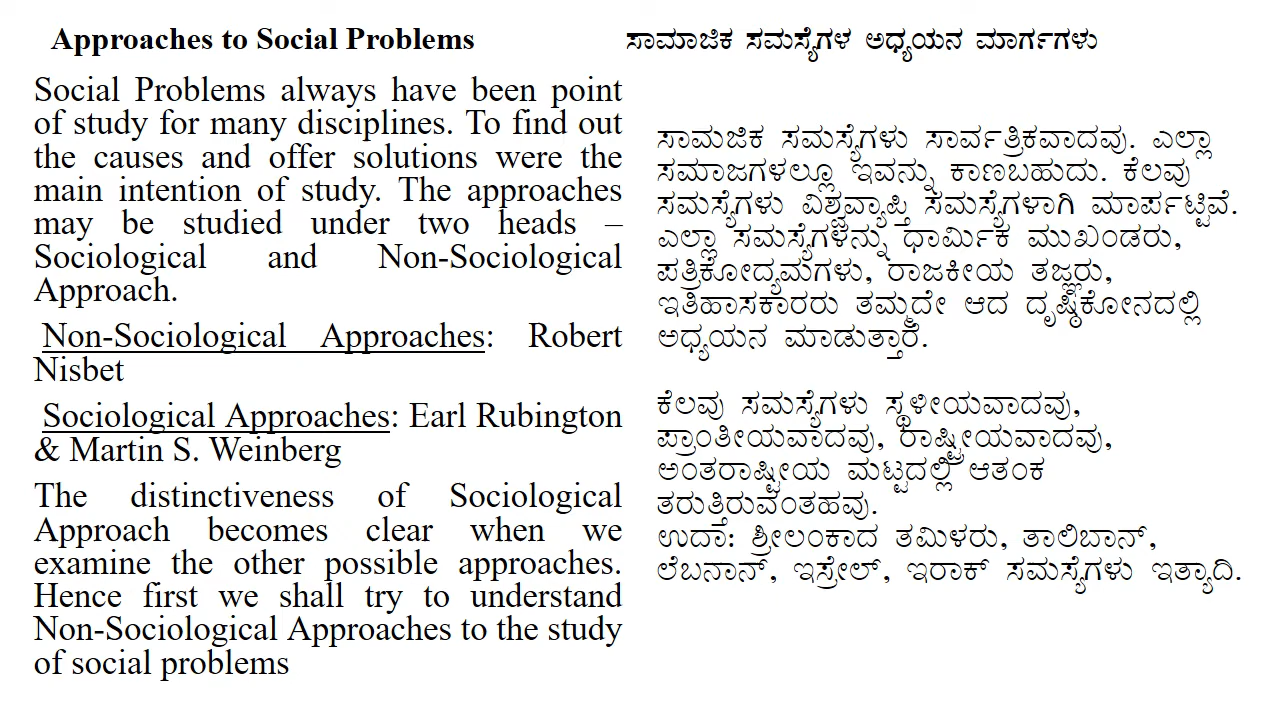 Approaches to Social Problems
Social Problems always have been point
of study for many disciplines. To find out
the causes and offer solutions were the
main intention of study. The approaches
may be studied under two heads –
Sociological and Non-Sociological
Approach.
Non-Sociological Approaches: Robert
Nisbet
Sociological Approaches: Earl Rubington
& Martin S. Weinberg
The distinctiveness of Sociological
Approach becomes clear when we
examine the other possible approaches.
Hence first we shall try to understand
Non-Sociological Approaches to the study
of social problems
ಸಾಮಾಜಿಕ ಸಮಸ್ಯೆಗಳ ಅಧ್ಯಯನ ಮಾರ್ಗಗಳು
ಸಾಮಜಿಕ ಸಮಸ್ಯೆಗಳು ಸಾರ್ವತ್ರಿಕವಾದವು. ಎಲ್ಲಾ
ಸಮಾಜಗಳಲ್ಲೂ ಇವನ್ನು ಕಾಣಬಹುದು. ಕೆಲವು
ಸಮಸ್ಯೆಗಳು ವಿಶ್ವವ್ಯಾಪ್ತಿ ಸಮಸ್ಯೆಗಳಾಗಿ ಮಾರ್ಪಟ್ಟಿವೆ.
ಎಲ್ಲಾ ಸಮಸ್ಯೆಗಳನ್ನು ಧಾರ್ಮಿಕ ಮುಖಂಡರು,
ಪತ್ರಿಕೋದ್ಯಮಗಳು, ರಾಜಕೀಯ ತಜ್ಞರು,
ಇತಿಹಾಸಕಾರರು ತಮ್ಮದೇ ಆದ ದೃಷ್ಠಿಕೋನದಲ್ಲಿ
ಅಧ್ಯಯನ ಮಾಡುತ್ತಾರೆ.
ಕೆಲವು ಸಮಸ್ಯೆಗಳು ಸ್ಥಳೀಯವಾದವು,
ಪ್ರಾಂತೀಯವಾದವು, ರಾಷ್ಟ್ರೀಯವಾದವು,
ಅಂತರಾಷ್ಟೀಯ ಮಟ್ಟದಲ್ಲಿ ಆತಂಕ
ತರುತ್ತಿರುವಂತಹವು.
ಉದಾ: ಶ್ರೀಲಂಕಾದ ತಮಿಳರು, ತಾಲಿಬಾನ್,
ಲೆಬನಾನ್, ಇಸ್ರೇಲ್, ಇರಾಕ್ ಸಮಸ್ಯೆಗಳು ಇತ್ಯಾದಿ.